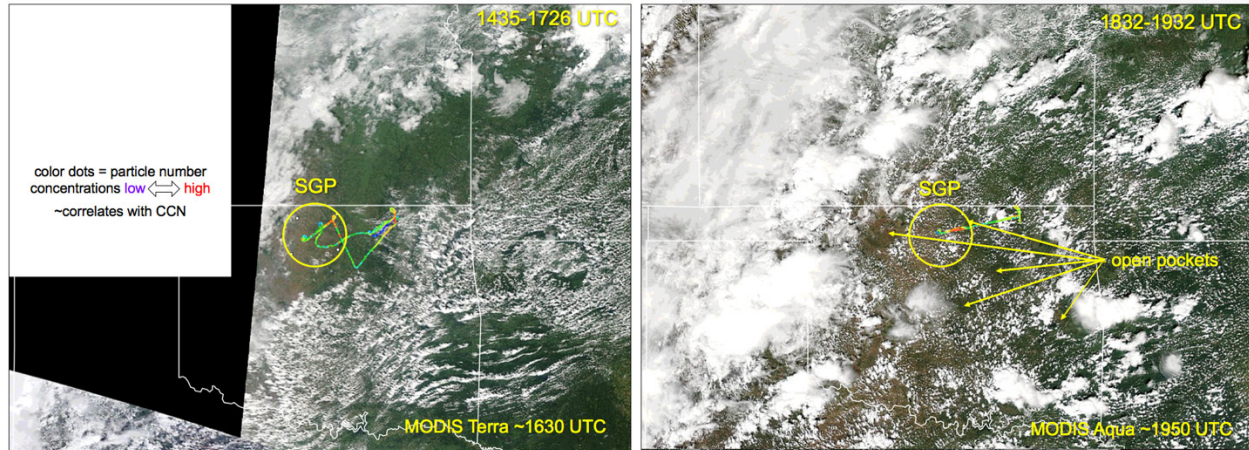 1435-1726 UTC
color dots = particle number
concentrations low high
~correlates with CCN
SGP
MODIS Terra ~1630 UTC
1832-1932 UTC
SGP
open pockets
MODIS Aqua ~1950 UTC